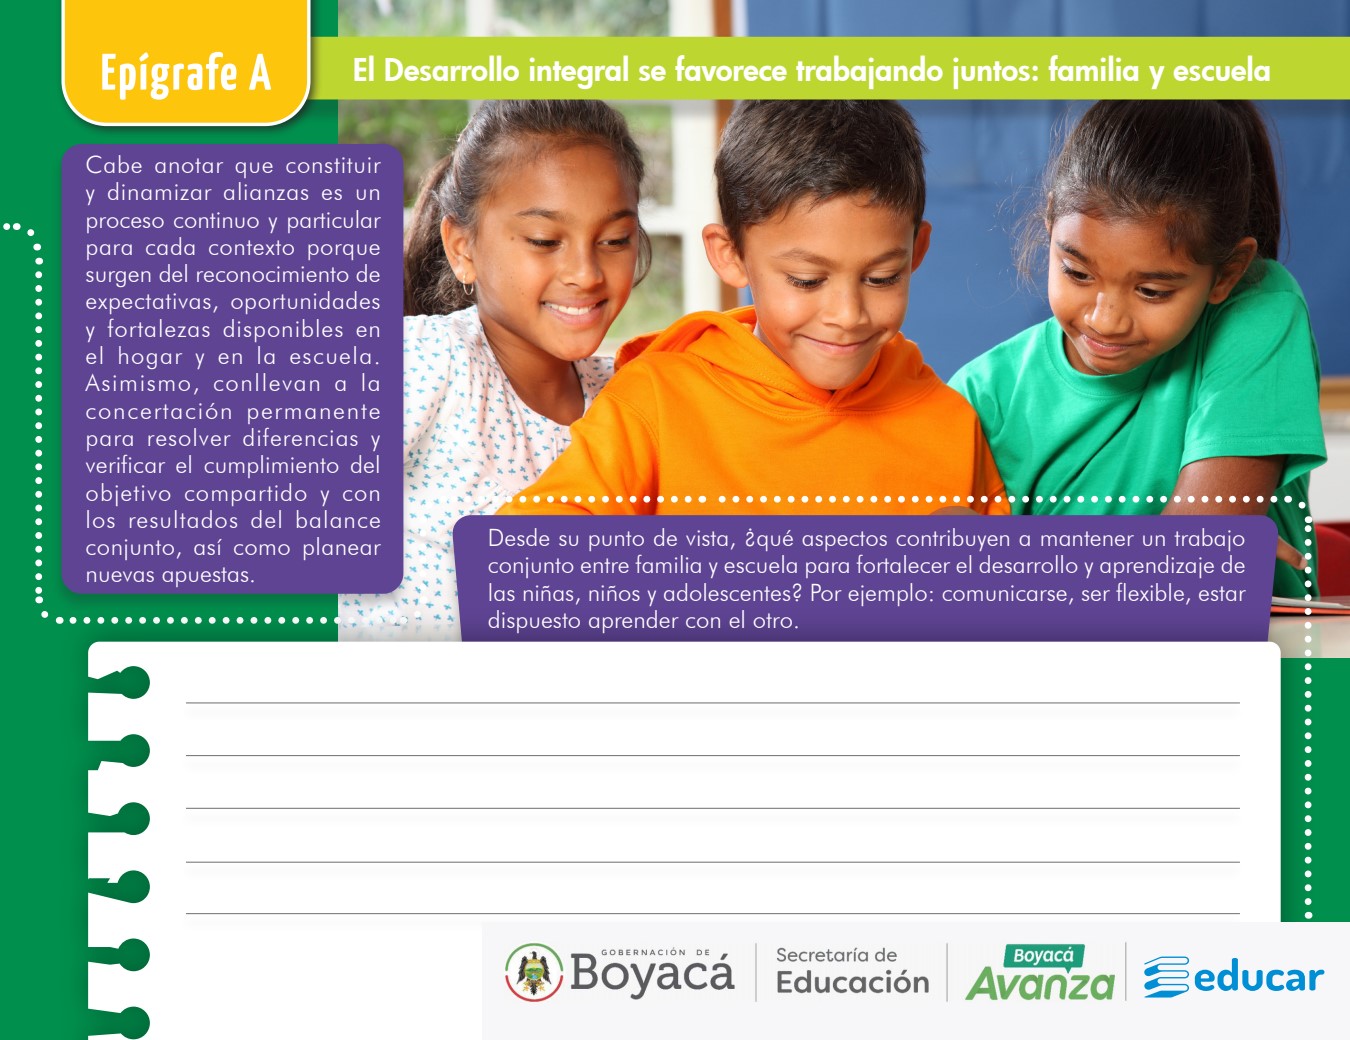 Epígrafe A
El Desarrollo integral se favorece trabajando juntos: familia y escuela
Cabe anotar que constituir
y dinamizar alianzas es un
proceso continuo y particular
para cada contexto porque
surgen del reconocimiento de
expectativas, oportunidades
y fortalezas disponibles en
el hogar y en la escuela.
Asimismo, conllevan a la
concertación permanente
para resolver diferencias y
verificar el cumplimiento del
objetivo compartido y con
los resultados del balance
conjunto, así como planear
nuevas apuestas.
Desde su punto de vista, ¿qué aspectos contribuyen a mantener un trabajo
conjunto entre familia y escuela para fortalecer el desarrollo y aprendizaje de
las niñas, niños y adolescentes? Por ejemplo: comunicarse, ser flexible, estar
dispuesto aprender con el otro.
GOBERNACIÓN DE
Boyacá
Secretaría de
Educación
Boyacá
Avanza
educar